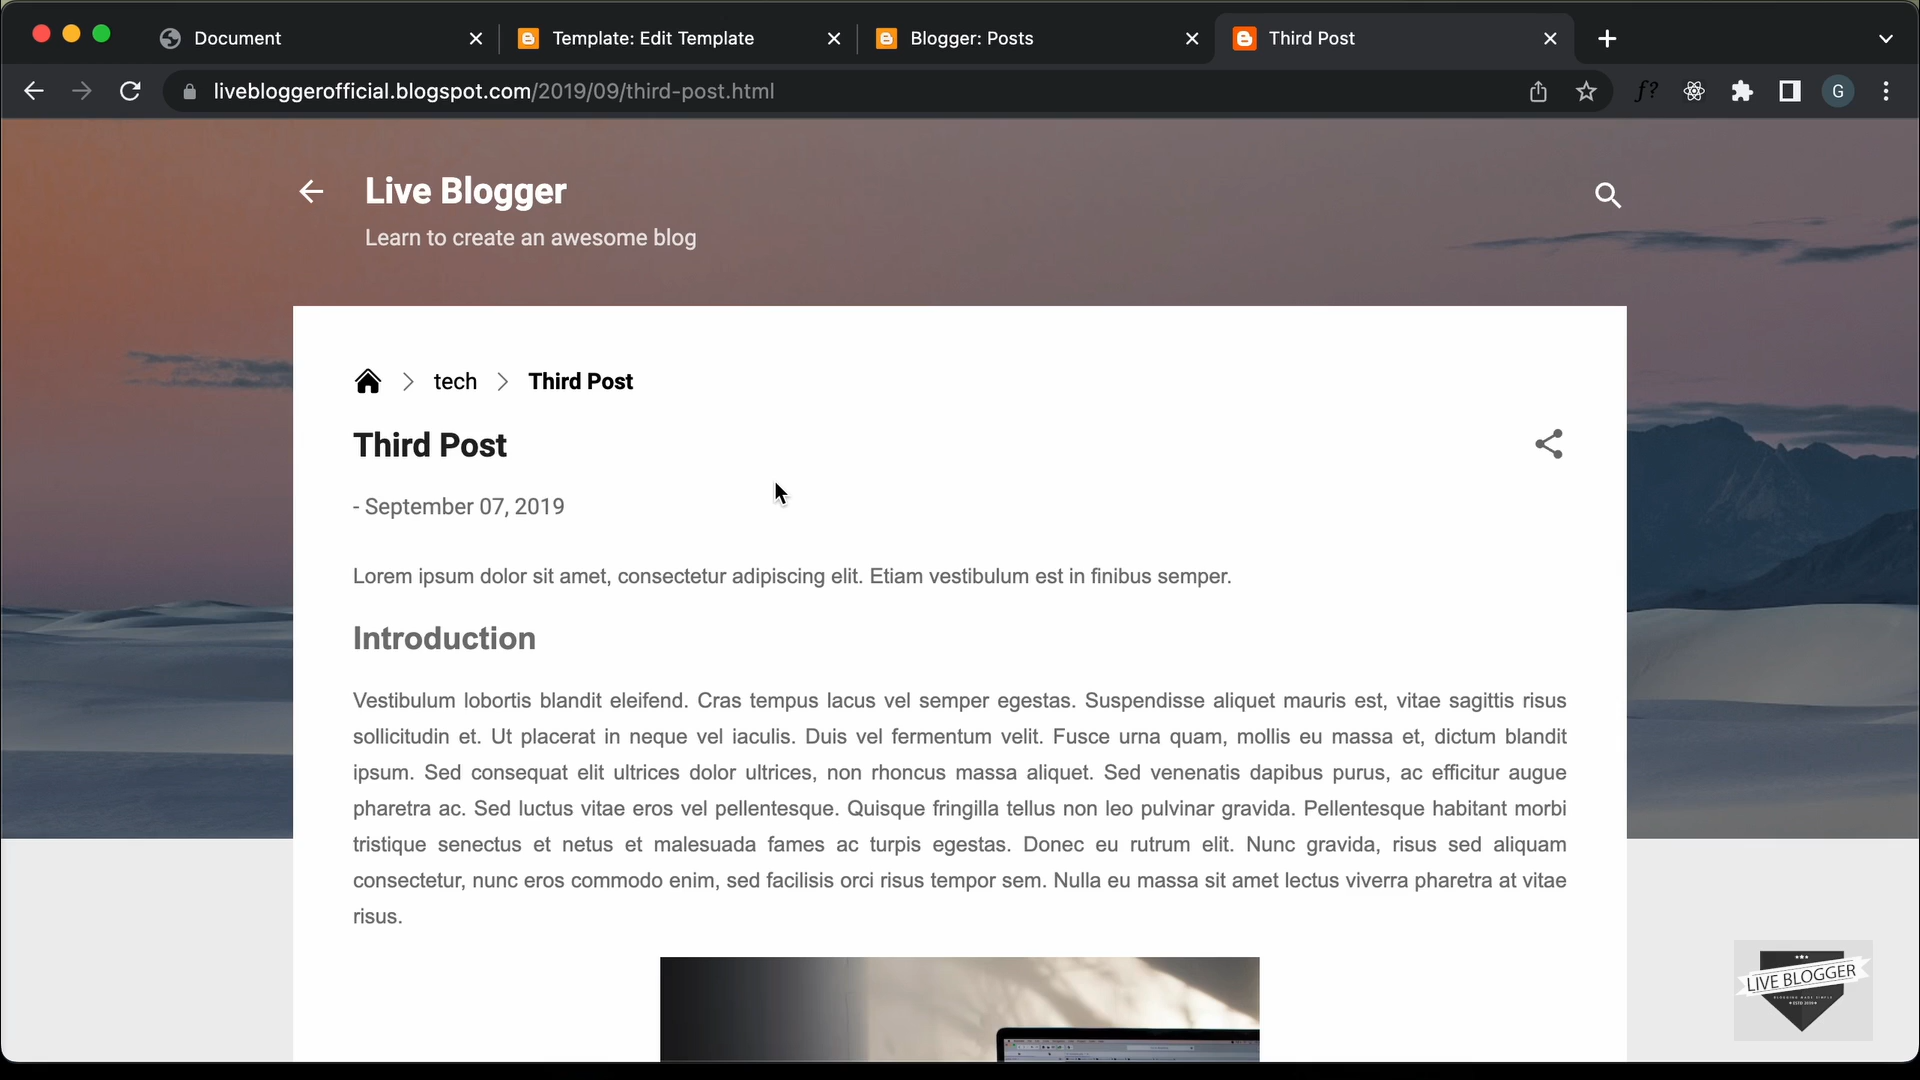 Document
Template: Edit Template
Blogger: Posts
Third Post
livebloggerofficial.blogspot.com/2019/09/third-post.html
f?
G
Live Blogger
Learn to create an awesome blog
tech
Third Post
Third Post
- September 07, 2019
Lorem ipsum dolor sit amet, consectetur adipiscing elit. Etiam vestibulum est in finibus semper.
Introduction
Vestibulum lobortis blandit eleifend. Cras tempus lacus vel semper egestas. Suspendisse aliquet mauris est, vitae sagittis risus
sollicitudin et. Ut placerat in neque vel iaculis. Duis vel fermentum velit. Fusce urna quam, mollis eu massa et, dictum blandit
ipsum. Sed consequat elit ultrices dolor ultrices, non rhoncus massa aliquet. Sed venenatis dapibus purus, ac efficitur augue
pharetra ac. Sed luctus vitae eros vel pellentesque. Quisque fringilla tellus non leo pulvinar gravida. Pellentesque habitant morbi
tristique senectus et netus et malesuada fames ac turpis egestas. Donec eu rutrum elit. Nunc gravida, risus sed aliquam
consectetur, nunc eros commodo enim, sed facilisis orci risus tempor sem. Nulla eu massa sit amet lectus viverra pharetra at vitae
risus.
LIVE BLOGGER